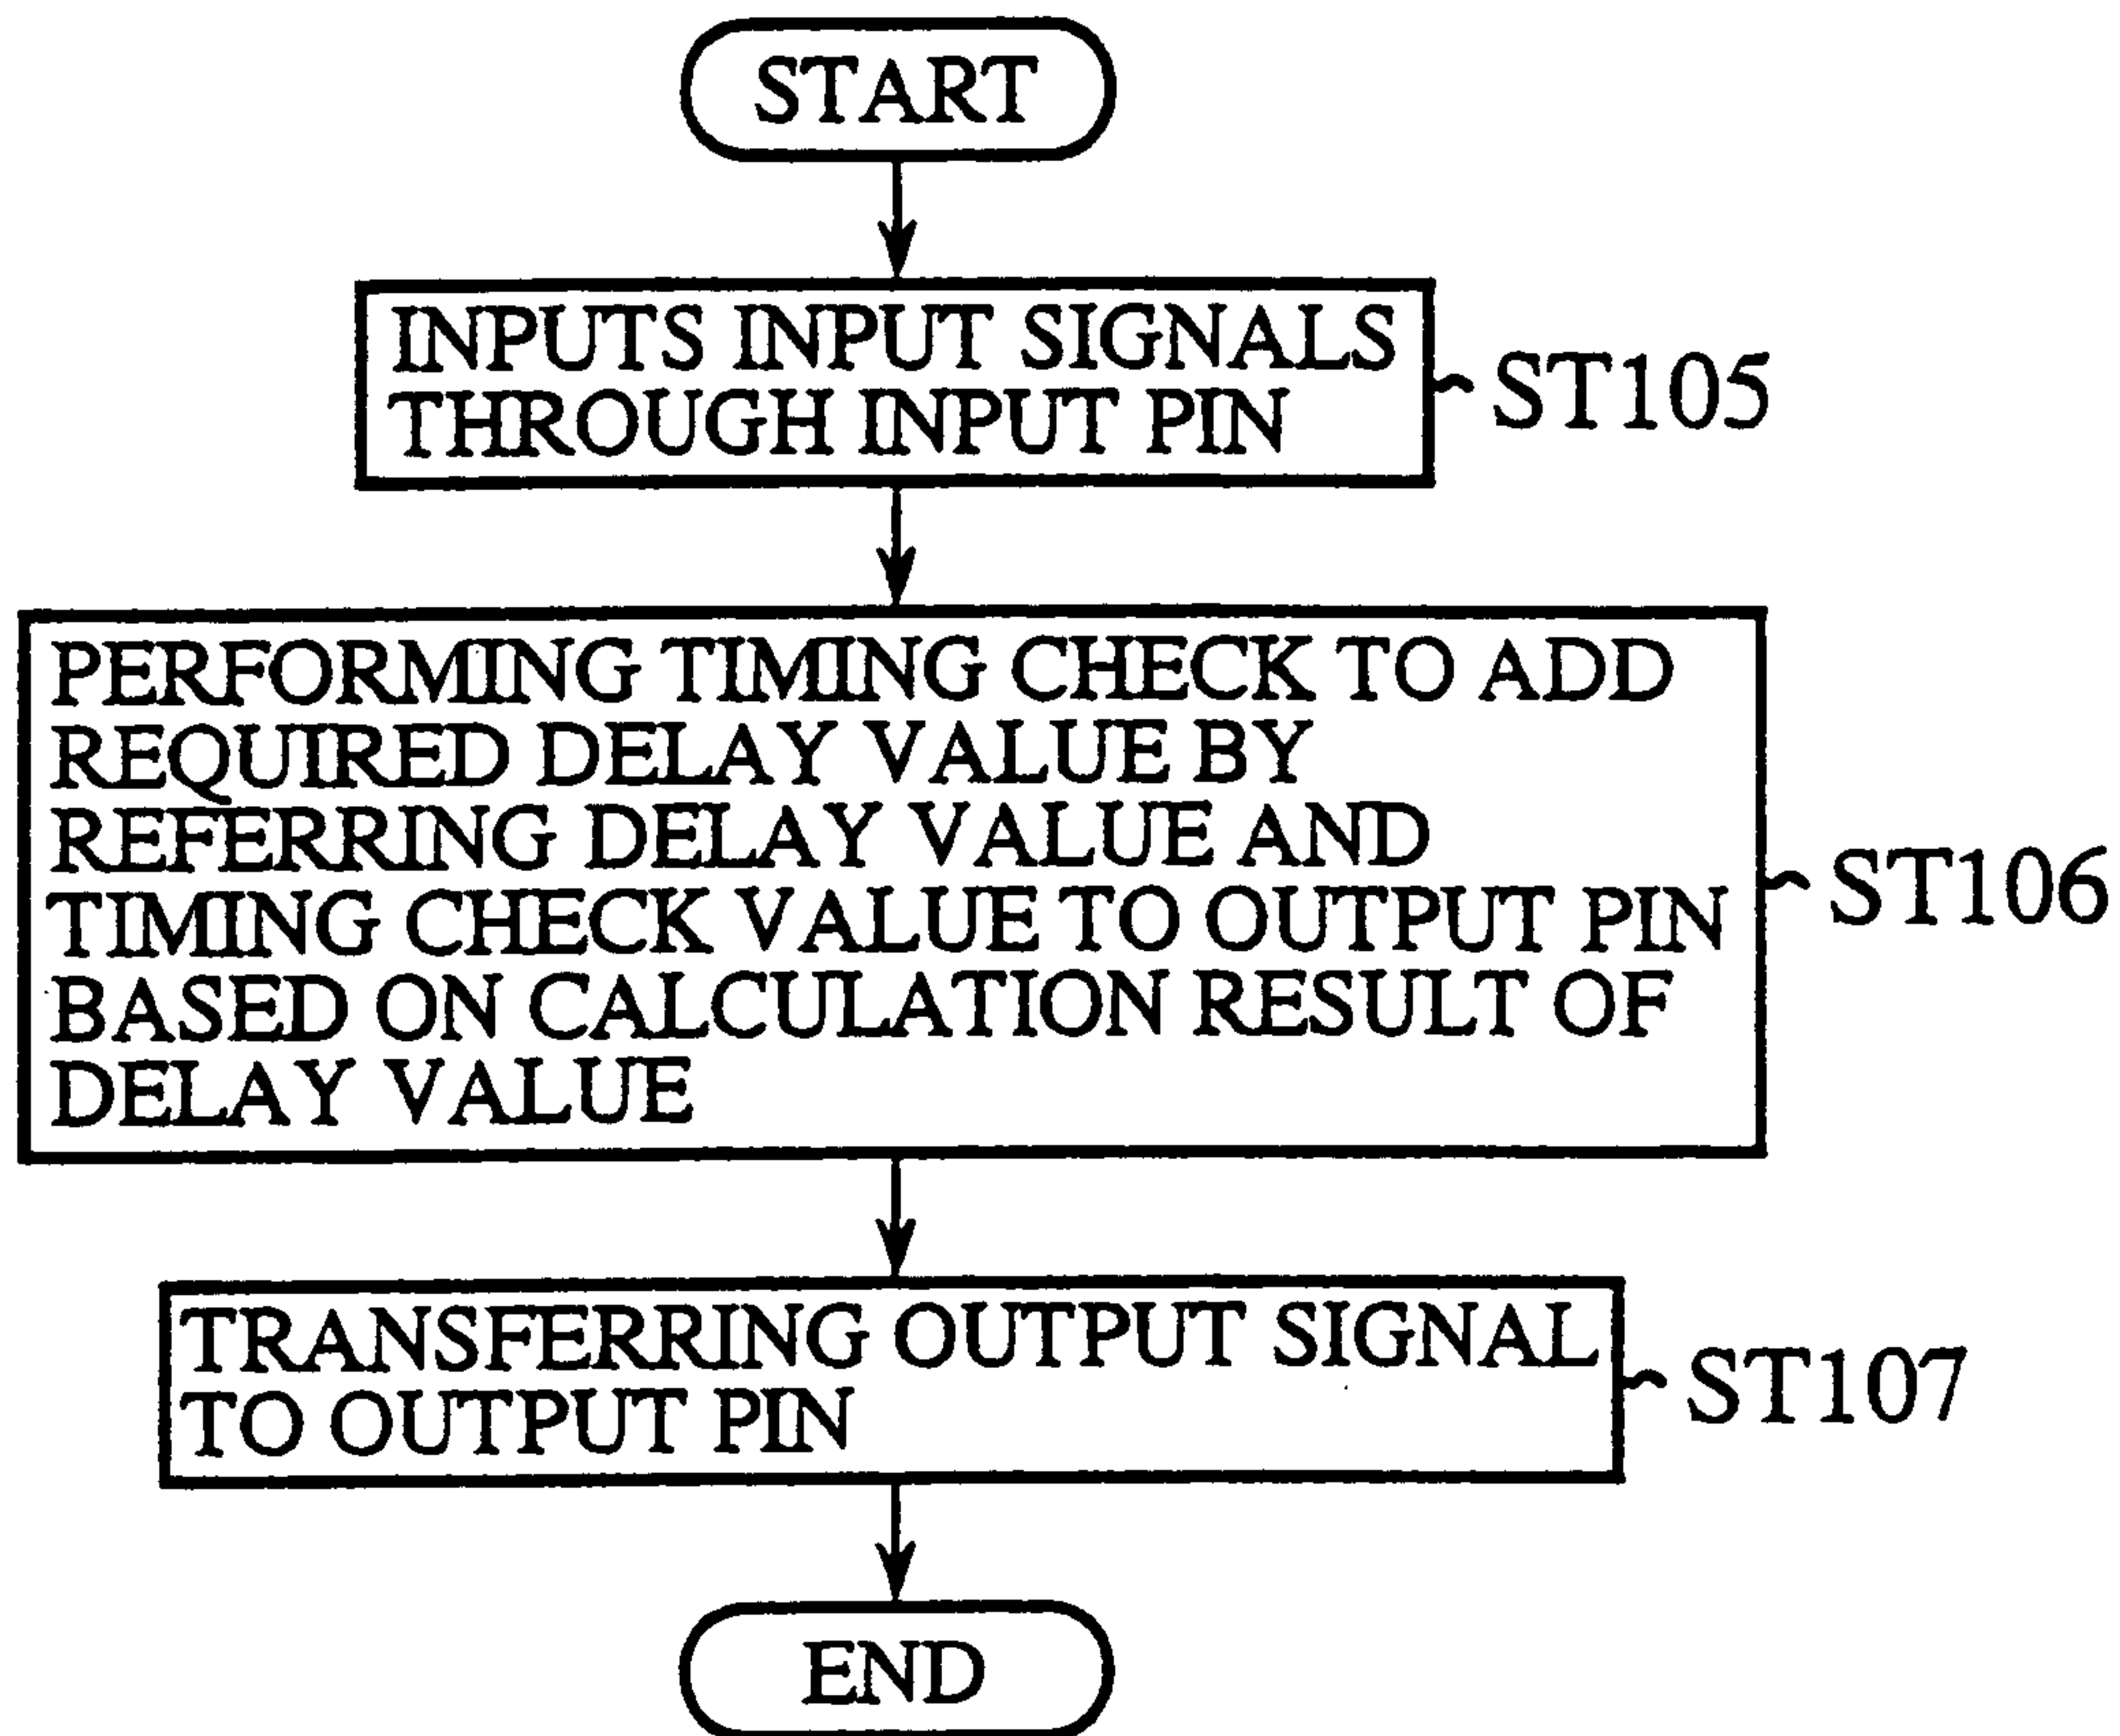 START
INPUTS INPUT SIGNALS
THROUGH INPUT PIN
ST105
PERFORMING TIMING CHECK TO ADD
REQUIRED DELAY VALUE BY
REFERRING DELAY VALUE AND
TIMING CHECK VALUE TO OUTPUT PIN
BASED ON CALCULATION RESULT OF
DELAY VALUE
ST106
TRANSFERRING OUTPUT SIGNAL
TO OUTPUT PIN
ST107
END